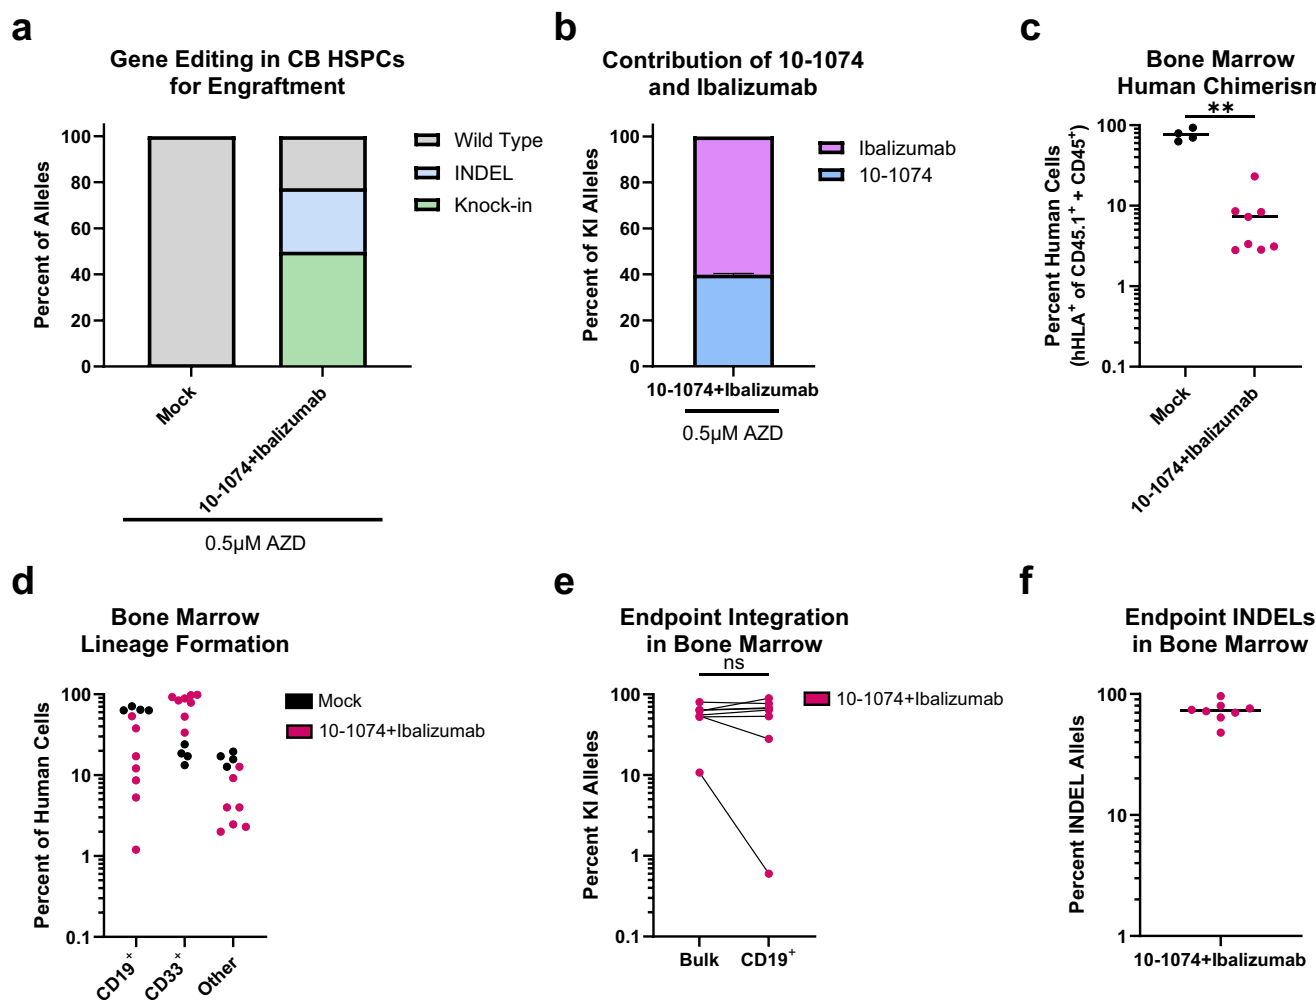 a
Gene Editing in CB HSPCs
for Engraftment
Percent of Alleles
100
80
60
40
20
0
Wild Type
INDEL
Knock-in
Mock
10-1074+Ibalizumab
0.5µM AZD
b
Contribution of 10-1074
and Ibalizumab
Percent of KI Alleles
100
80
60
40
20
0
Ibalizumab
10-1074
10-1074+Ibalizumab
0.5µM AZD
c
Bone Marrow
Human Chimerism
Percent Human Cells
(hHLA⁺ of CD45.1⁺ + CD45⁺)
100
10
1
0.1
**
Mock
10-1074+Ibalizumab
d
Bone Marrow
Lineage Formation
Percent of Human Cells
100
10
1
0.1
Mock
10-1074+Ibalizumab
CD19⁺
CD33⁺
Other
e
Endpoint Integration
in Bone Marrow
ns
Percent KI Alleles
100
10
1
0.1
10-1074+Ibalizumab
Bulk
CD19⁺
f
Endpoint INDELs
in Bone Marrow
Percent INDEL Allels
100
10
1
10-1074+Ibalizumab